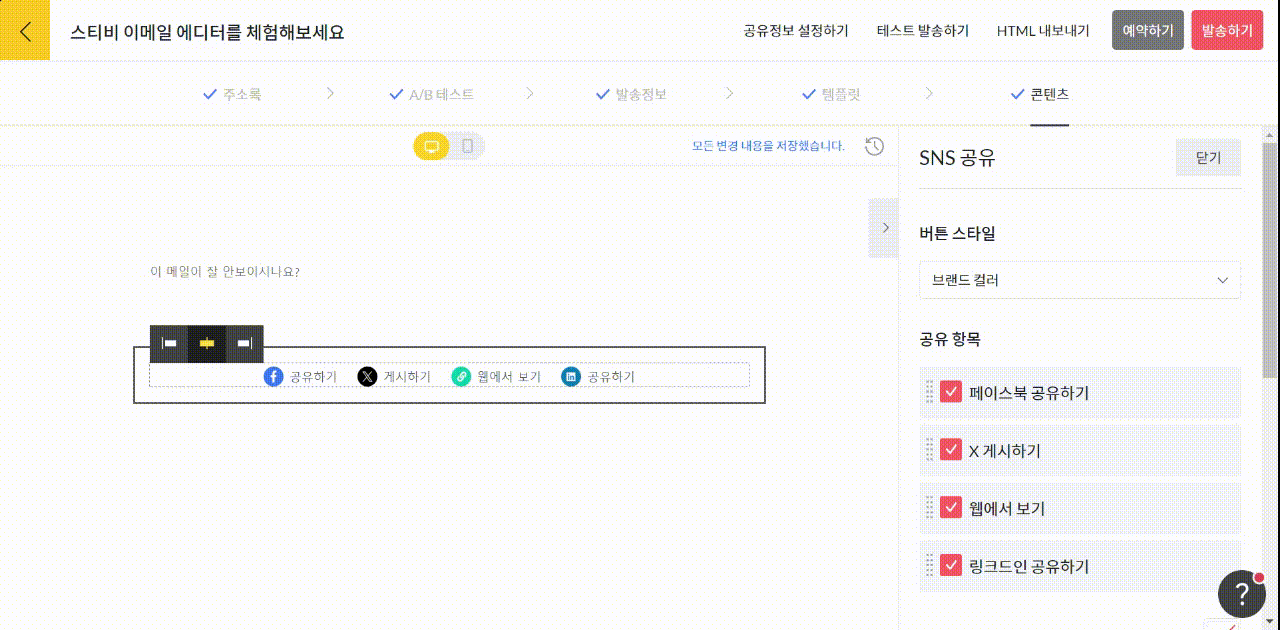 스티비 이메일 에디터를 체험해보세요
공유정보 설정하기 테스트 발송하기 HTML 내보내기 예약하기 발송하기
주소록 A/B 테스트 발송정보 템플릿 콘텐츠
모든 변경 내용을 저장했습니다.
SNS 공유 닫기
버튼 스타일
이 메일이 잘 안보이시나요?
브랜드 컬러
공유 항목
공유하기 게시하기 웹에서 보기 공유하기
페이스북 공유하기
X 게시하기
웹에서 보기
링크드인 공유하기
?